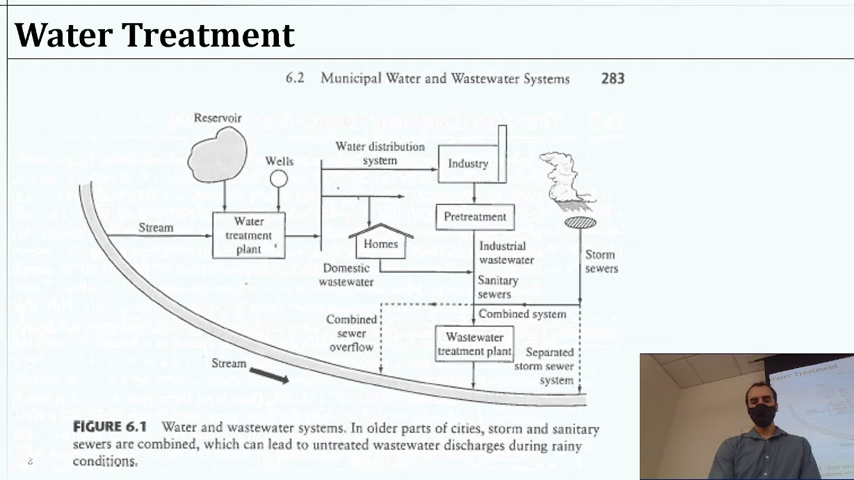 Water Treatment
6.2 Municipal Water and Wastewater Systems 283
Reservoir
Wells
Water distribution
system
Industry
Stream
Water
treatment
plant
Homes
Pretreatment
Domestic
wastewater
Industrial
wastewater
Sanitary
sewers
Storm
sewers
Combined system
Combined
sewer
overflow
Wastewater
treatment plant
Separated
storm sewer
system
Stream
FIGURE 6.1 Water and wastewater systems. In older parts of cities, storm and sanitary
sewers are combined, which can lead to untreated wastewater discharges during rainy
conditions.
Water Treatment